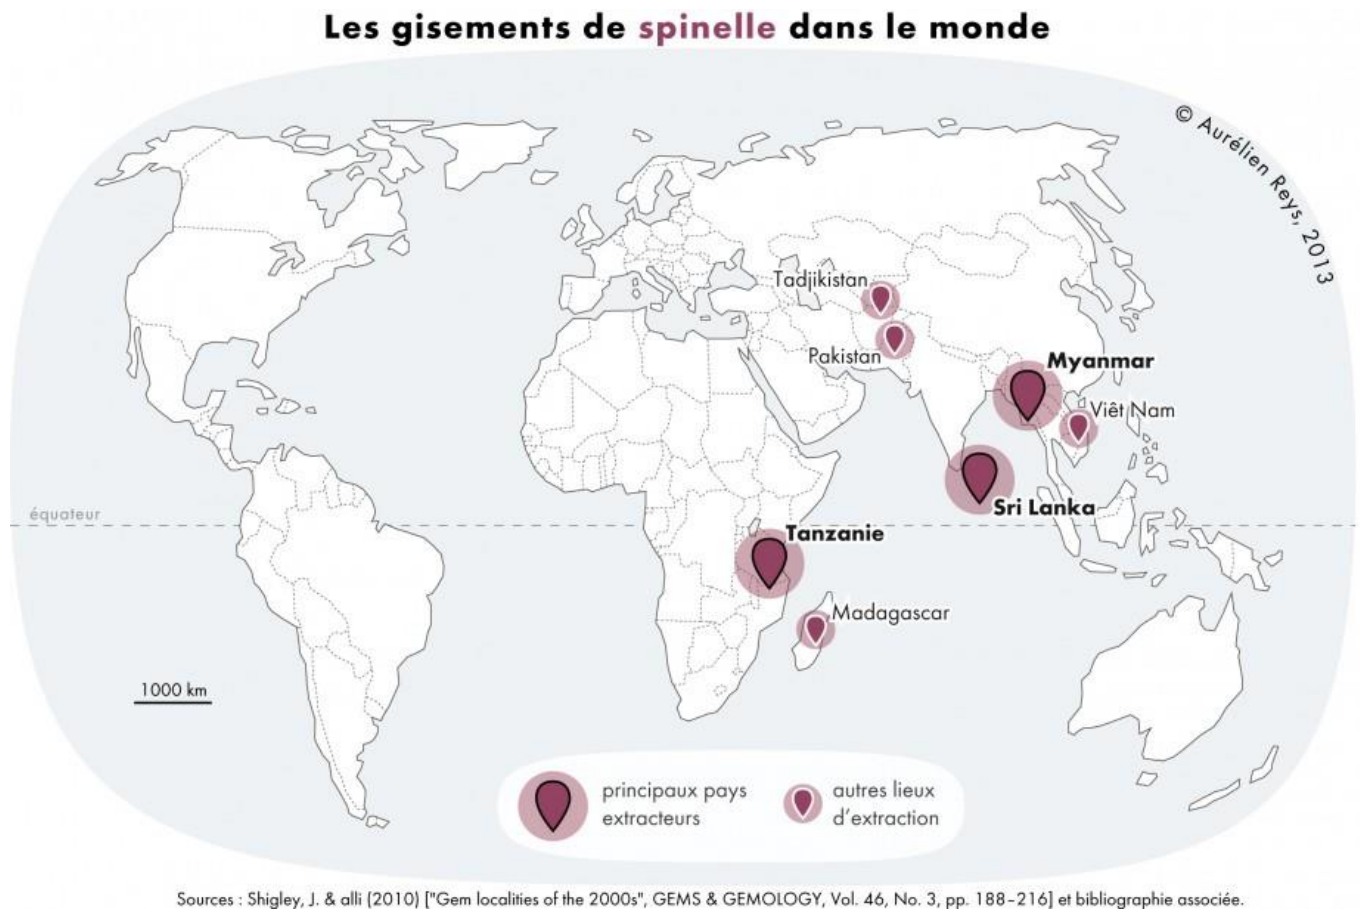 Les gisements de spinelle dans le monde
© Aurélien Reys, 2013
Tadjikistan
Pakistan
Myanmar
Viêt Nam
Sri Lanka
équateur
Tanzanie
Madagascar
1000 km
principaux pays
extracteurs
autres lieux
d'extraction
Sources : Shigley, J. & alli (2010) ["Gem localities of the 2000s", GEMS & GEMOLOGY, Vol. 46, No. 3, pp. 188–216] et bibliographie associée.